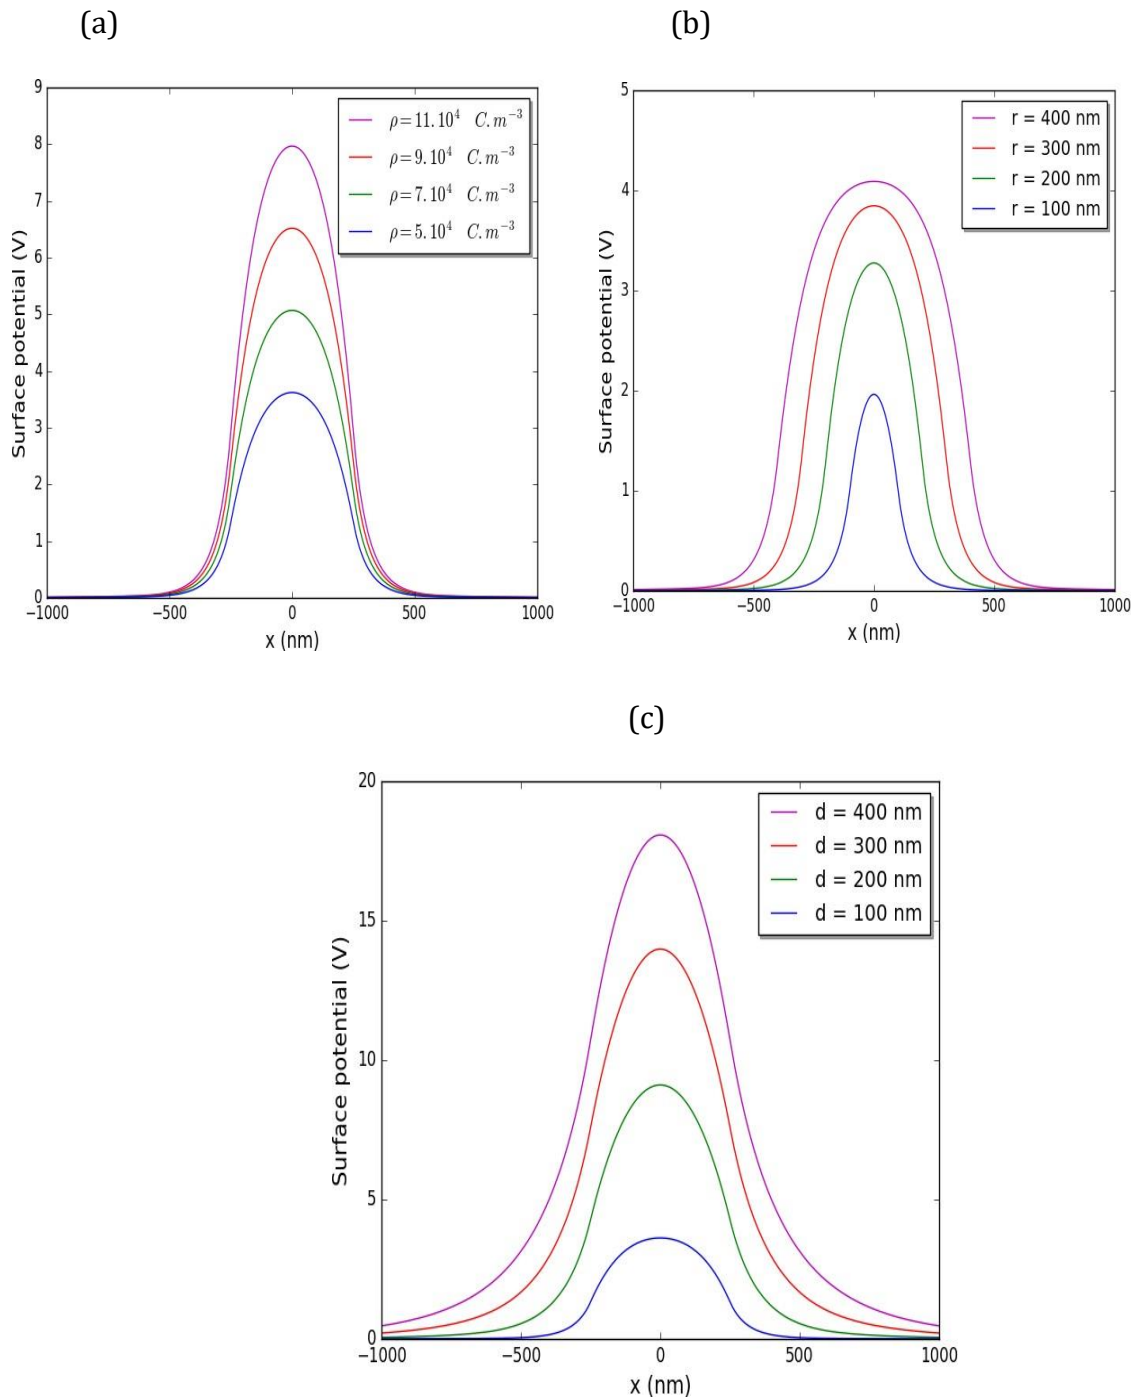 (a)
9
8
7
6
5
4
3
2
1
0
−1000
−500
0
500
1000
Surface potential (V)
x (nm)
ρ=11.10⁴ C.m⁻³
ρ=9.10⁴ C.m⁻³
ρ=7.10⁴ C.m⁻³
ρ=5.10⁴ C.m⁻³
(b)
5
4
3
2
1
0
−1000
−500
0
500
1000
Surface potential (V)
x (nm)
r = 400 nm
r = 300 nm
r = 200 nm
r = 100 nm
(c)
20
15
10
5
0
−1000
−500
0
500
1000
Surface potential (V)
x (nm)
d = 400 nm
d = 300 nm
d = 200 nm
d = 100 nm